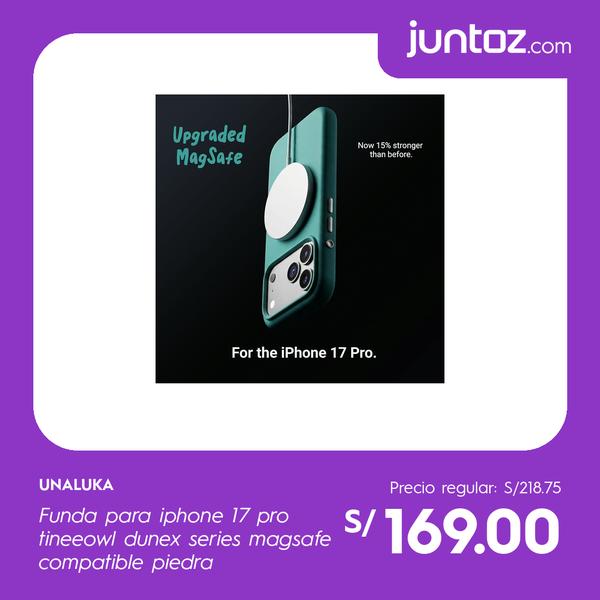 juntoz.com
Upgraded
MagSafe
Now 15% stronger
than before.
For the iPhone 17 Pro.
UNALUKA
Funda para iphone 17 pro
tineeowl dunex series magsafe
compatible piedra
Precio regular: S/218.75
S/169.00